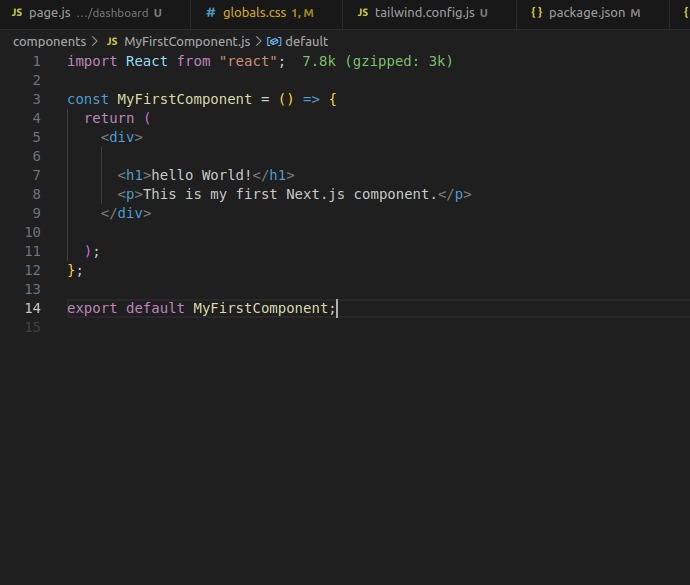 JS page.js .../dashboard U # globals.css 1, M JS tailwind.config.js U { } package.json M
components > JS MyFirstComponent.js > default
1 import React from "react"; 7.8k (gzipped: 3k)
2
3 const MyFirstComponent = () => {
4 return (
5 <div>
6
7 <h1>hello World!</h1>
8 <p>This is my first Next.js component.</p>
9 </div>
10
11 );
12 };
13
14 export default MyFirstComponent;
15